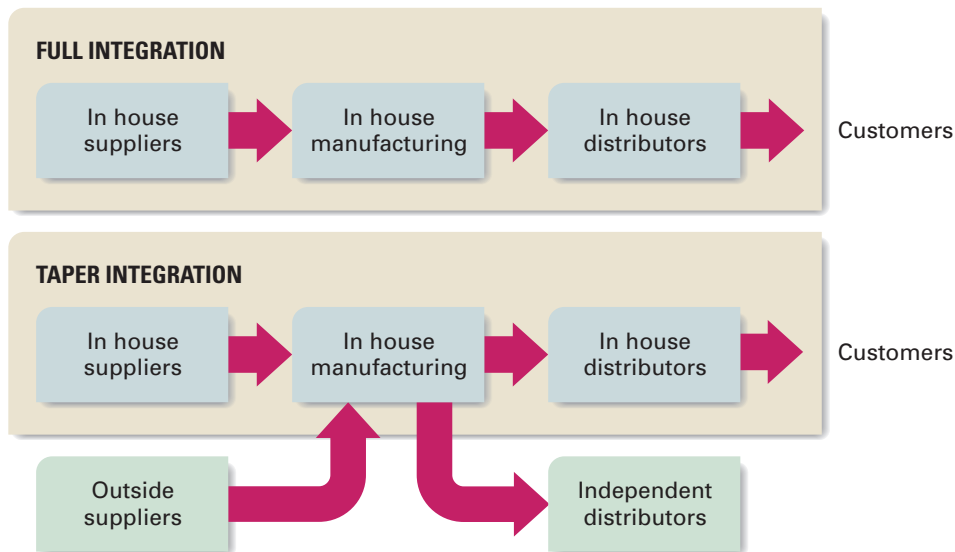 FULL INTEGRATION
In house
suppliers
In house
manufacturing
In house
distributors
Customers
TAPER INTEGRATION
In house
suppliers
In house
manufacturing
In house
distributors
Customers
Outside
suppliers
Independent
distributors